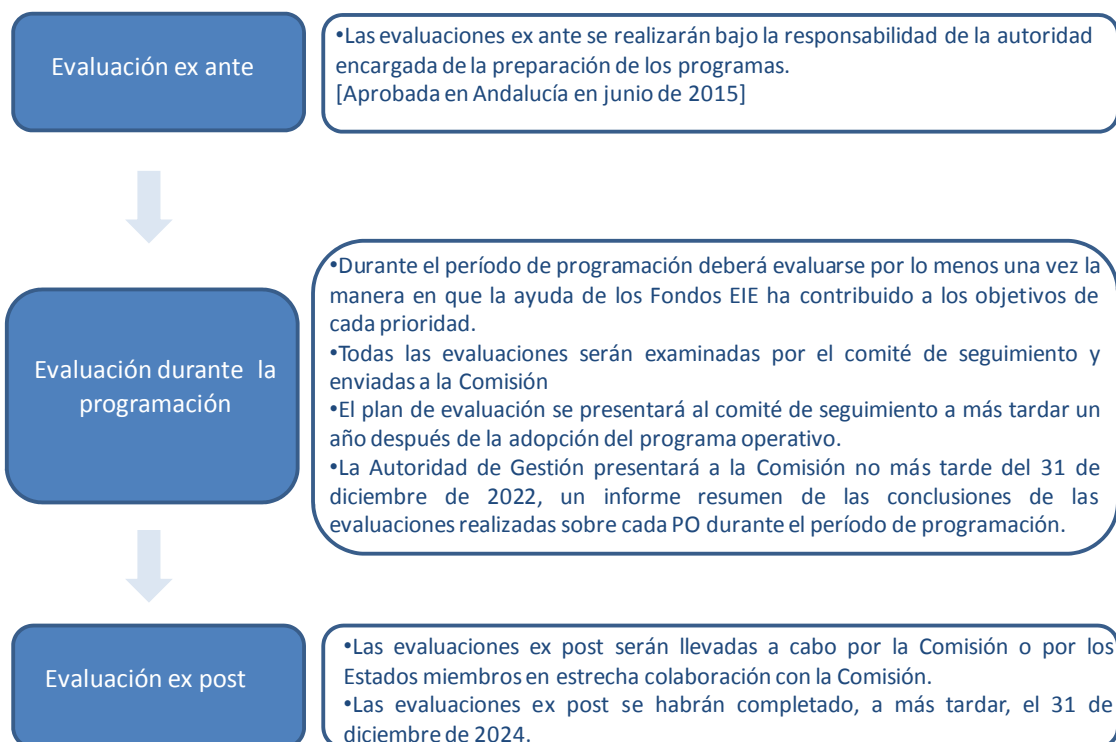 Evaluación ex ante
•Las evaluaciones ex ante se realizarán bajo la responsabilidad de la autoridad
encargada de la preparación de los programas.
[Aprobada en Andalucía en junio de 2015]
Evaluación durante la
programación
•Durante el período de programación deberá evaluarse por lo menos una vez la
manera en que la ayuda de los Fondos EIE ha contribuido a los objetivos de
cada prioridad.
•Todas las evaluaciones serán examinadas por el comité de seguimiento y
enviadas a la Comisión
•El plan de evaluación se presentará al comité de seguimiento a más tardar un
año después de la adopción del programa operativo.
•La Autoridad de Gestión presentará a la Comisión no más tarde del 31 de
diciembre de 2022, un informe resumen de las conclusiones de las
evaluaciones realizadas sobre cada PO durante el período de programación.
Evaluación ex post
•Las evaluaciones ex post serán llevadas a cabo por la Comisión o por los
Estados miembros en estrecha colaboración con la Comisión.
•Las evaluaciones ex post se habrán completado, a más tardar, el 31 de
diciembre de 2024.